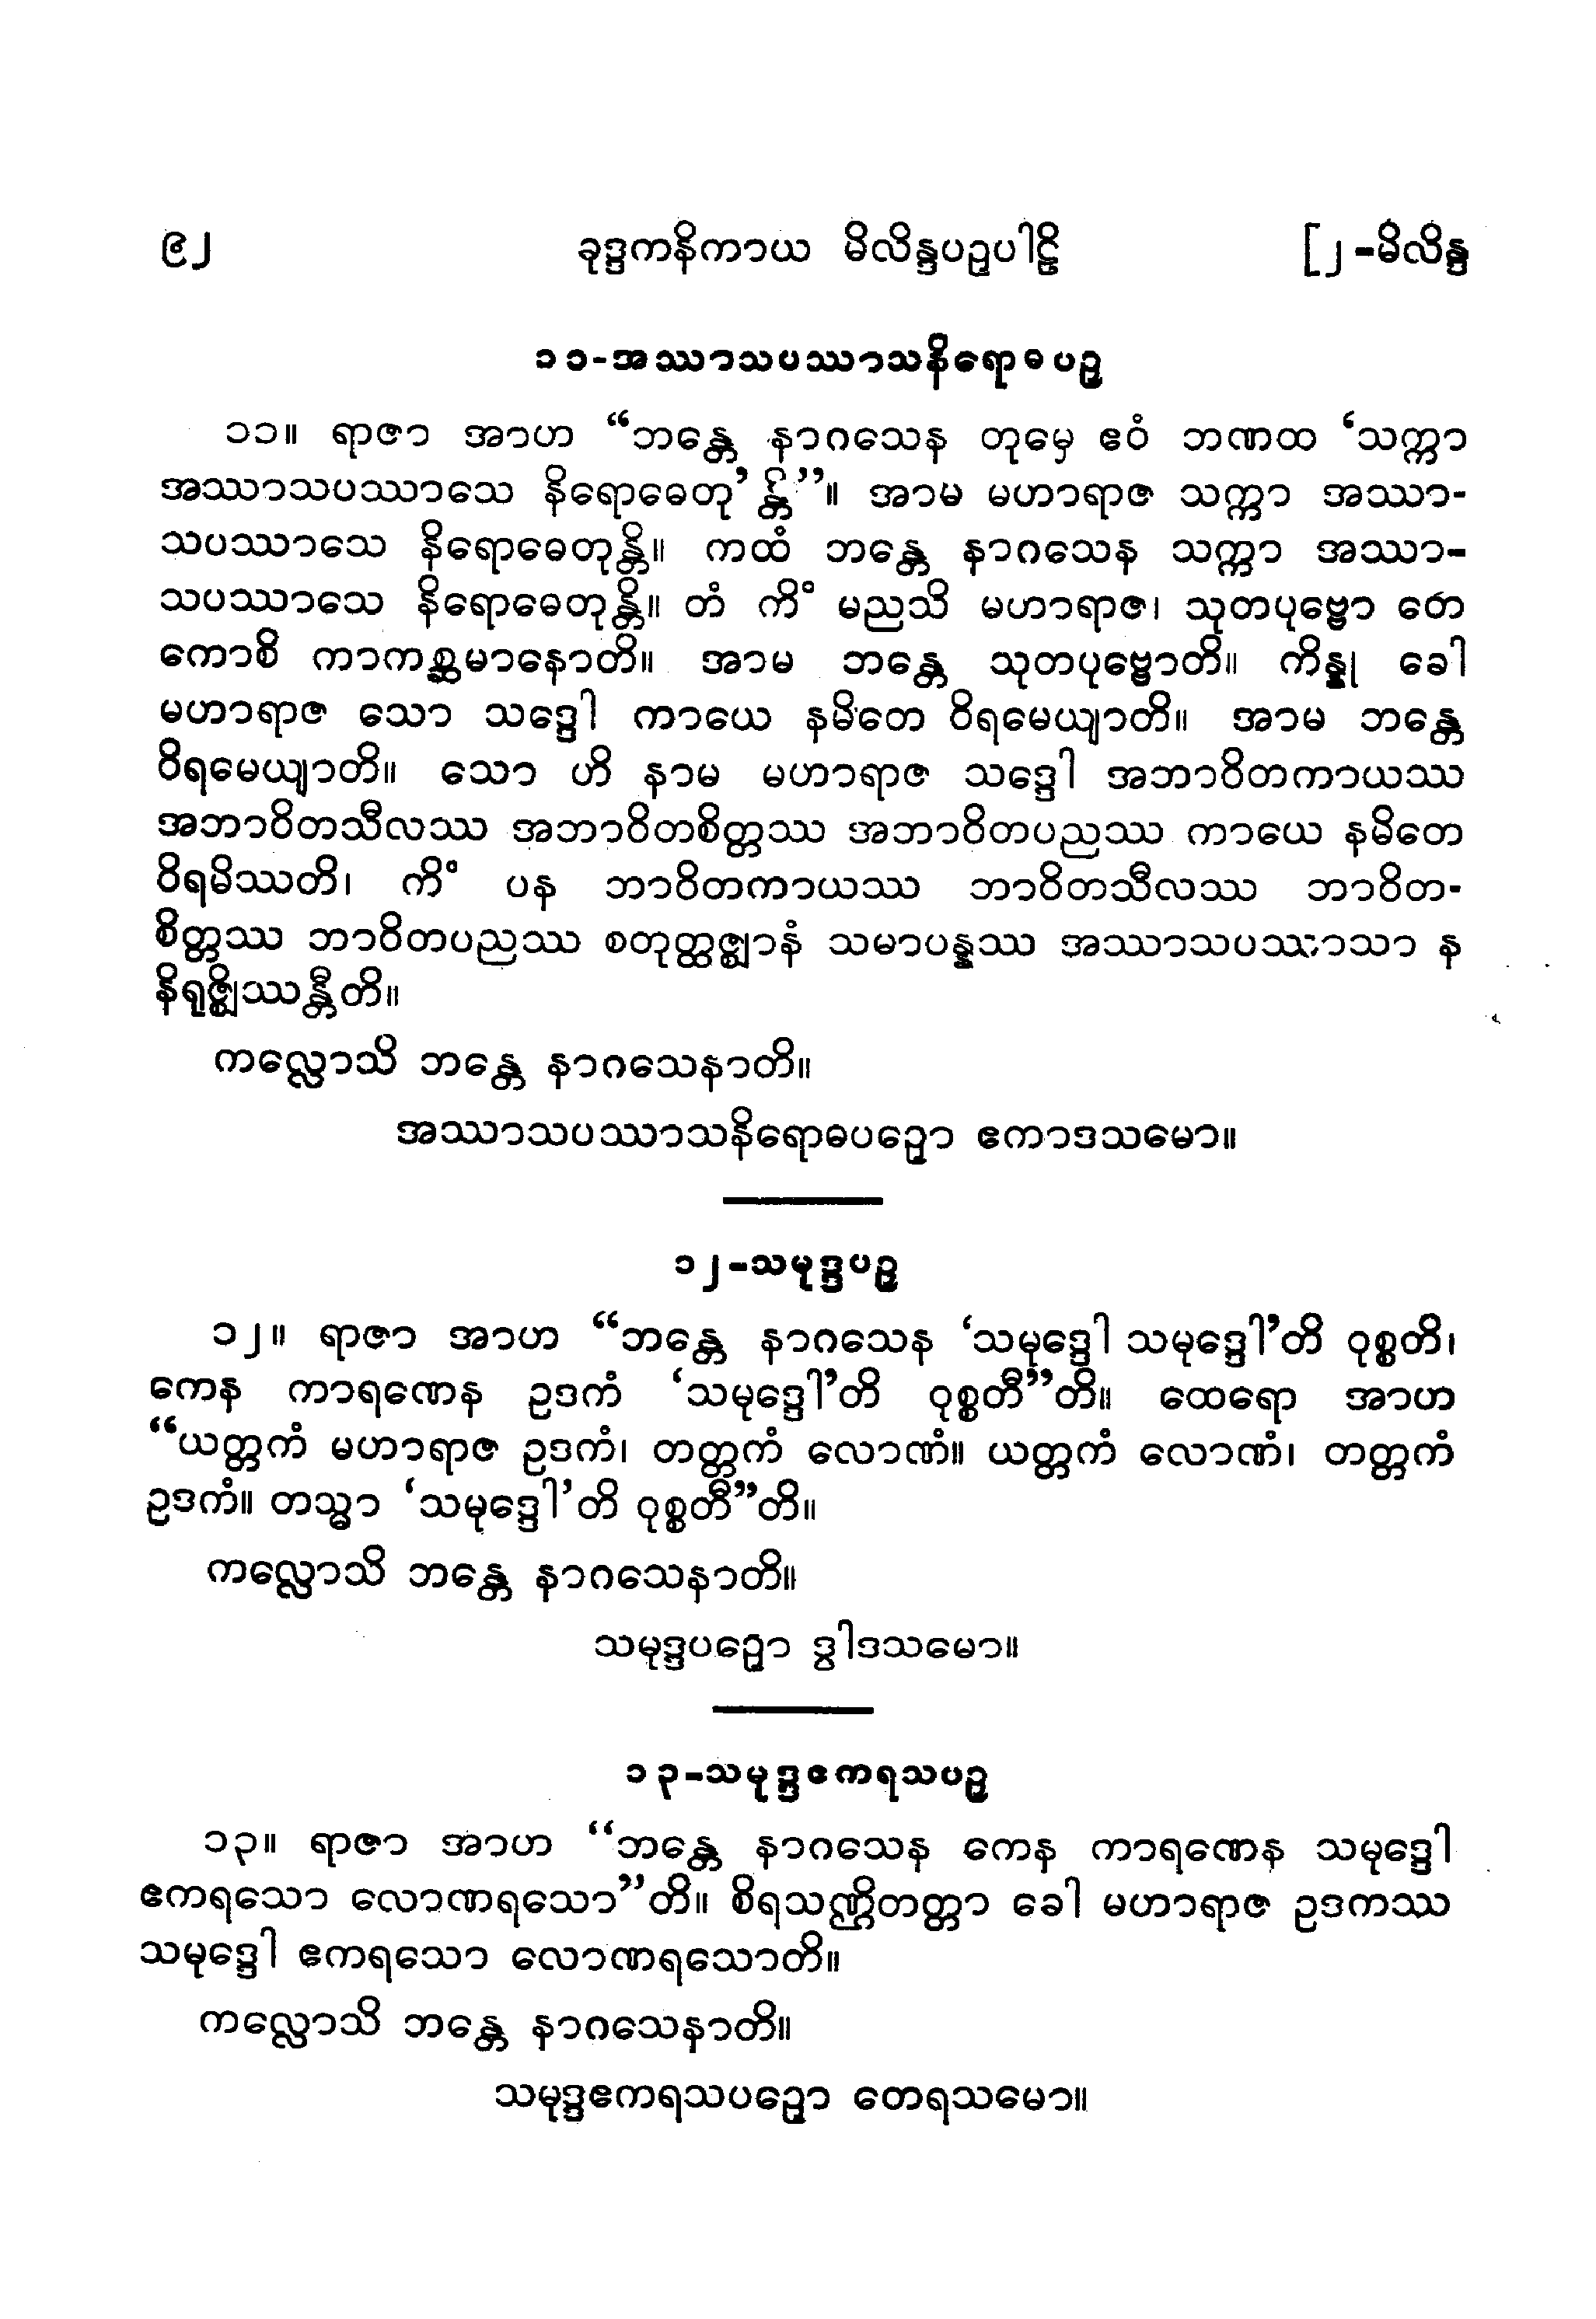 ၉၂ ခုဒ္ဒကနိကာယ မိလိန္ဒပဉှပါဠိ [၂-မိလိန္ဒ
၁၁-အဿာသပဿာသနိရောဓပဉှ
၁၁။ ရာဇာ အာဟ “ဘန္တေ နာဂသေန တုမှေ ဧဝံ ဘဏထ ‘သက္ကာ
အဿာသပဿာသေ နိရောဓေတု’န္တိ”။ အာမ မဟာရာဇ သက္ကာ အဿာ-
သပဿာသေ နိရောဓေတုန္တိ။ ကထံ ဘန္တေ နာဂသေန သက္ကာ အဿာ-
သပဿာသေ နိရောဓေတုန္တိ။ တံ ကိံ မညသိ မဟာရာဇ၊ သုတပုဗ္ဗော တေ
ကောစိ ကာကစ္ဆမာနောတိ။ အာမ ဘန္တေ သုတပုဗ္ဗောတိ။ ကိန္နု ခေါ
မဟာရာဇ သော သဒ္ဒေါ ကာယေ နမိတေ ဝိရမေယျာတိ။ အာမ ဘန္တေ
ဝိရမေယျာတိ။ သော ဟိ နာမ မဟာရာဇ သဒ္ဒေါ အဘာဝိတကာယဿ
အဘာဝိတသီလဿ အဘာဝိတစိတ္တဿ အဘာဝိတပညဿ ကာယေ နမိတေ
ဝိရမိဿတိ၊ ကိံ ပန ဘာဝိတကာယဿ ဘာဝိတသီလဿ ဘာဝိတ-
စိတ္တဿ ဘာဝိတပညဿ စတုတ္ထဇ္ဈာနံ သမာပန္နဿ အဿာသပဿာသာ န
နိရုဇ္ဈိဿန္တီတိ။
ကလ္လောသိ ဘန္တေ နာဂသေနာတိ။
အဿာသပဿာသနိရောဓပဉှော ဧကာဒသမော။
၁၂-သမုဒ္ဒပဉှ
၁၂။ ရာဇာ အာဟ “ဘန္တေ နာဂသေန ‘သမုဒ္ဒေါ သမုဒ္ဒေါ’တိ ဝုစ္စတိ၊
ကေန ကာရဏေန ဥဒကံ ‘သမုဒ္ဒေါ’တိ ဝုစ္စတီ”တိ။ ထေရော အာဟ
“ယတ္တကံ မဟာရာဇ ဥဒကံ၊ တတ္တကံ လောဏံ။ ယတ္တကံ လောဏံ၊ တတ္တကံ
ဥဒကံ။ တသ္မာ ‘သမုဒ္ဒေါ’တိ ဝုစ္စတီ”တိ။
ကလ္လောသိ ဘန္တေ နာဂသေနာတိ။
သမုဒ္ဒပဉှော ဒွါဒသမော။
၁၃-သမုဒ္ဒဧကရသပဉှ
၁၃။ ရာဇာ အာဟ “ဘန္တေ နာဂသေန ကေန ကာရဏေန သမုဒ္ဒေါ
ဧကရသော လောဏရသော”တိ။ စိရသဏ္ဌိတတ္တာ ခေါ မဟာရာဇ ဥဒကဿ
သမုဒ္ဒေါ ဧကရသော လောဏရသောတိ။
ကလ္လောသိ ဘန္တေ နာဂသေနာတိ။
သမုဒ္ဒဧကရသပဉှော တေရသမော။